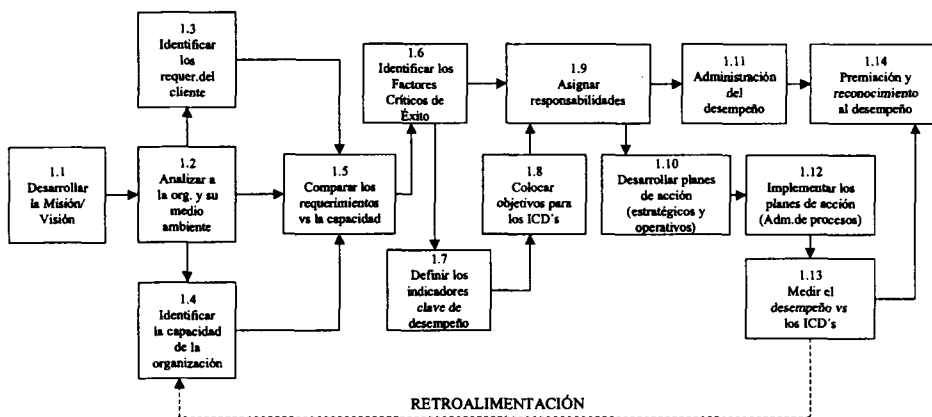 1.1
Desarrollar
la Misión/
Visión
1.2
Analizar a
la org. y su
medio
ambiente
1.3
Identificar
los
requer.del
cliente
1.4
Identificar
la capacidad
de la
organización
1.5
Comparar los
requerimientos
vs la capacidad
1.6
Identificar los
Factores
Críticos de
Éxito
1.7
Definir los
indicadores
clave de
desempeño
1.8
Colocar
objetivos para
los ICD´s
1.9
Asignar
responsabilidades
1.10
Desarrollar planes
de acción
(estratégicos y
operativos)
1.11
Administración
del
desempeño
1.12
Implementar los
planes de acción
(Adm.de procesos)
1.13
Medir el
desempeño vs
los ICD´s
1.14
Premiación y
reconocimiento
al desempeño
RETROALIMENTACIÓN